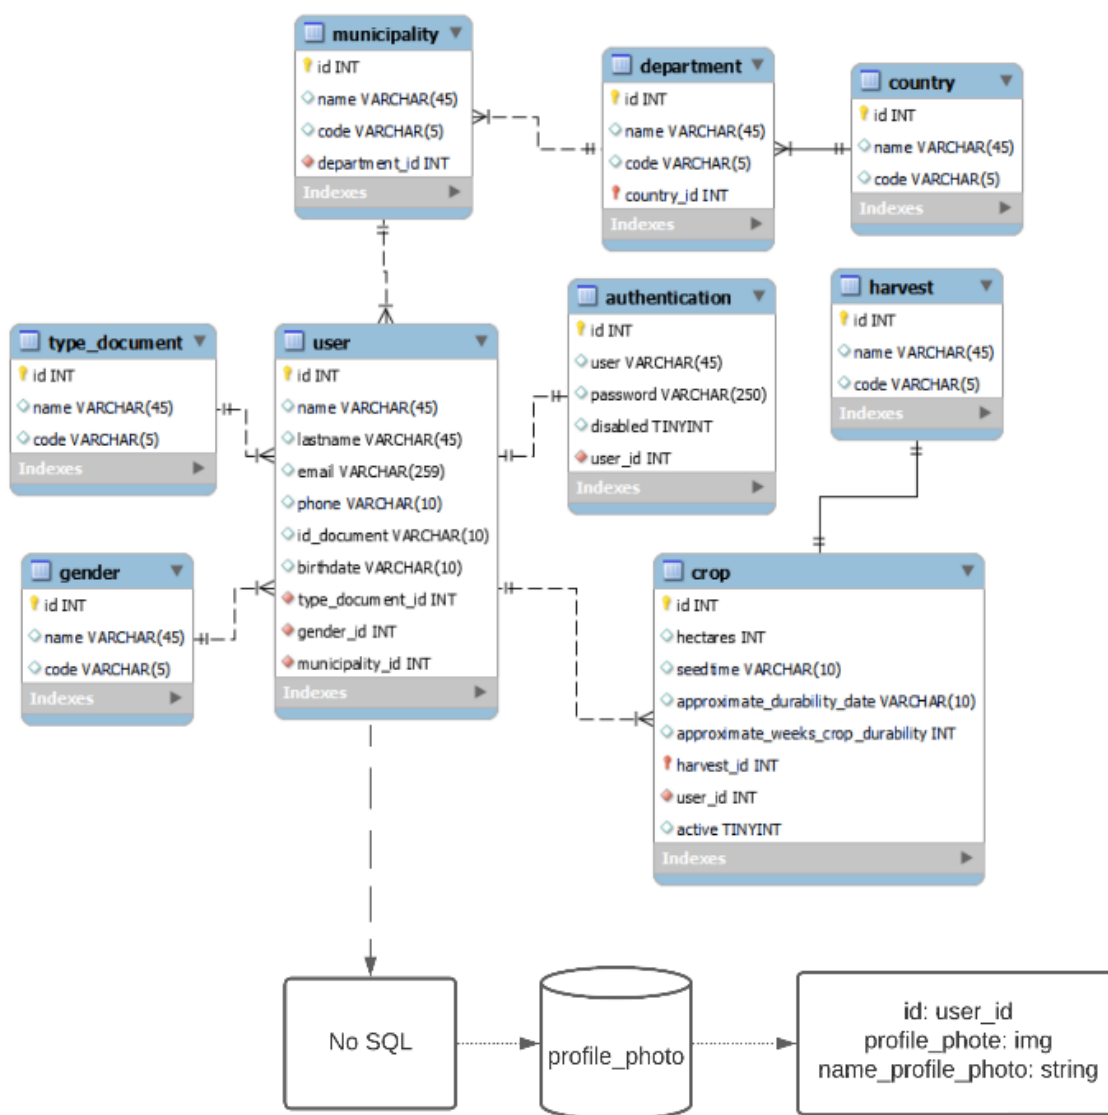 municipality
id INT
name VARCHAR(45)
code VARCHAR(5)
department_id INT
Indexes
department
id INT
name VARCHAR(45)
code VARCHAR(5)
country_id INT
Indexes
country
id INT
name VARCHAR(45)
code VARCHAR(5)
Indexes
type_document
id INT
name VARCHAR(45)
code VARCHAR(5)
Indexes
user
id INT
name VARCHAR(45)
lastname VARCHAR(45)
email VARCHAR(259)
phone VARCHAR(10)
id_document VARCHAR(10)
birthdate VARCHAR(10)
type_document_id INT
gender_id INT
municipality_id INT
Indexes
authentication
id INT
user VARCHAR(45)
password VARCHAR(250)
disabled TINYINT
user_id INT
Indexes
harvest
id INT
name VARCHAR(45)
code VARCHAR(5)
Indexes
gender
id INT
name VARCHAR(45)
code VARCHAR(5)
Indexes
crop
id INT
hectares INT
seedtime VARCHAR(10)
approximate_durability_date VARCHAR(10)
approximate_weeks_crop_durability INT
harvest_id INT
user_id INT
active TINYINT
Indexes
No SQL
profile_photo
id: user_id
profile_phote: img
name_profile_photo: string